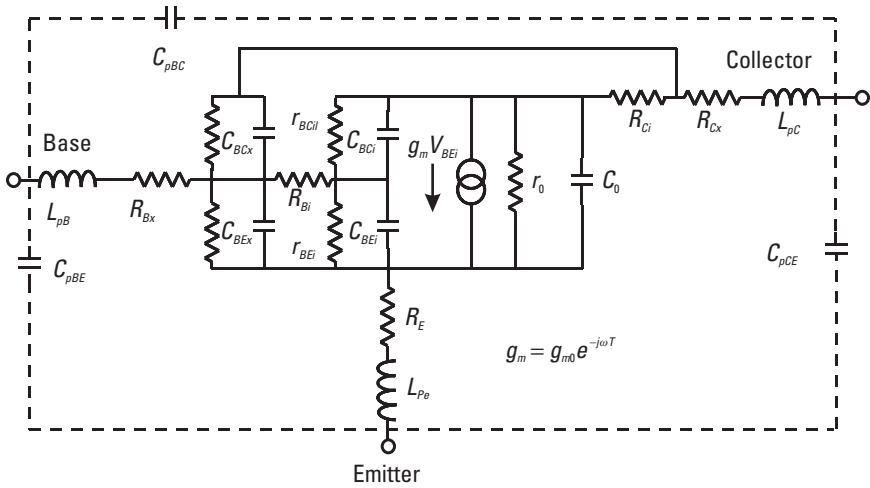 C_pBC
Collector
Base
C_BCx
r_BCil
C_BCi
g_m V_BEi
R_Ci
R_Cx
L_pC
L_pB
R_Bx
R_Bi
r_0
C_0
C_BEx
r_BEi
C_BEi
C_pBE
C_pCE
R_E
g_m = g_m0 e^{-jωT}
L_Pe
Emitter